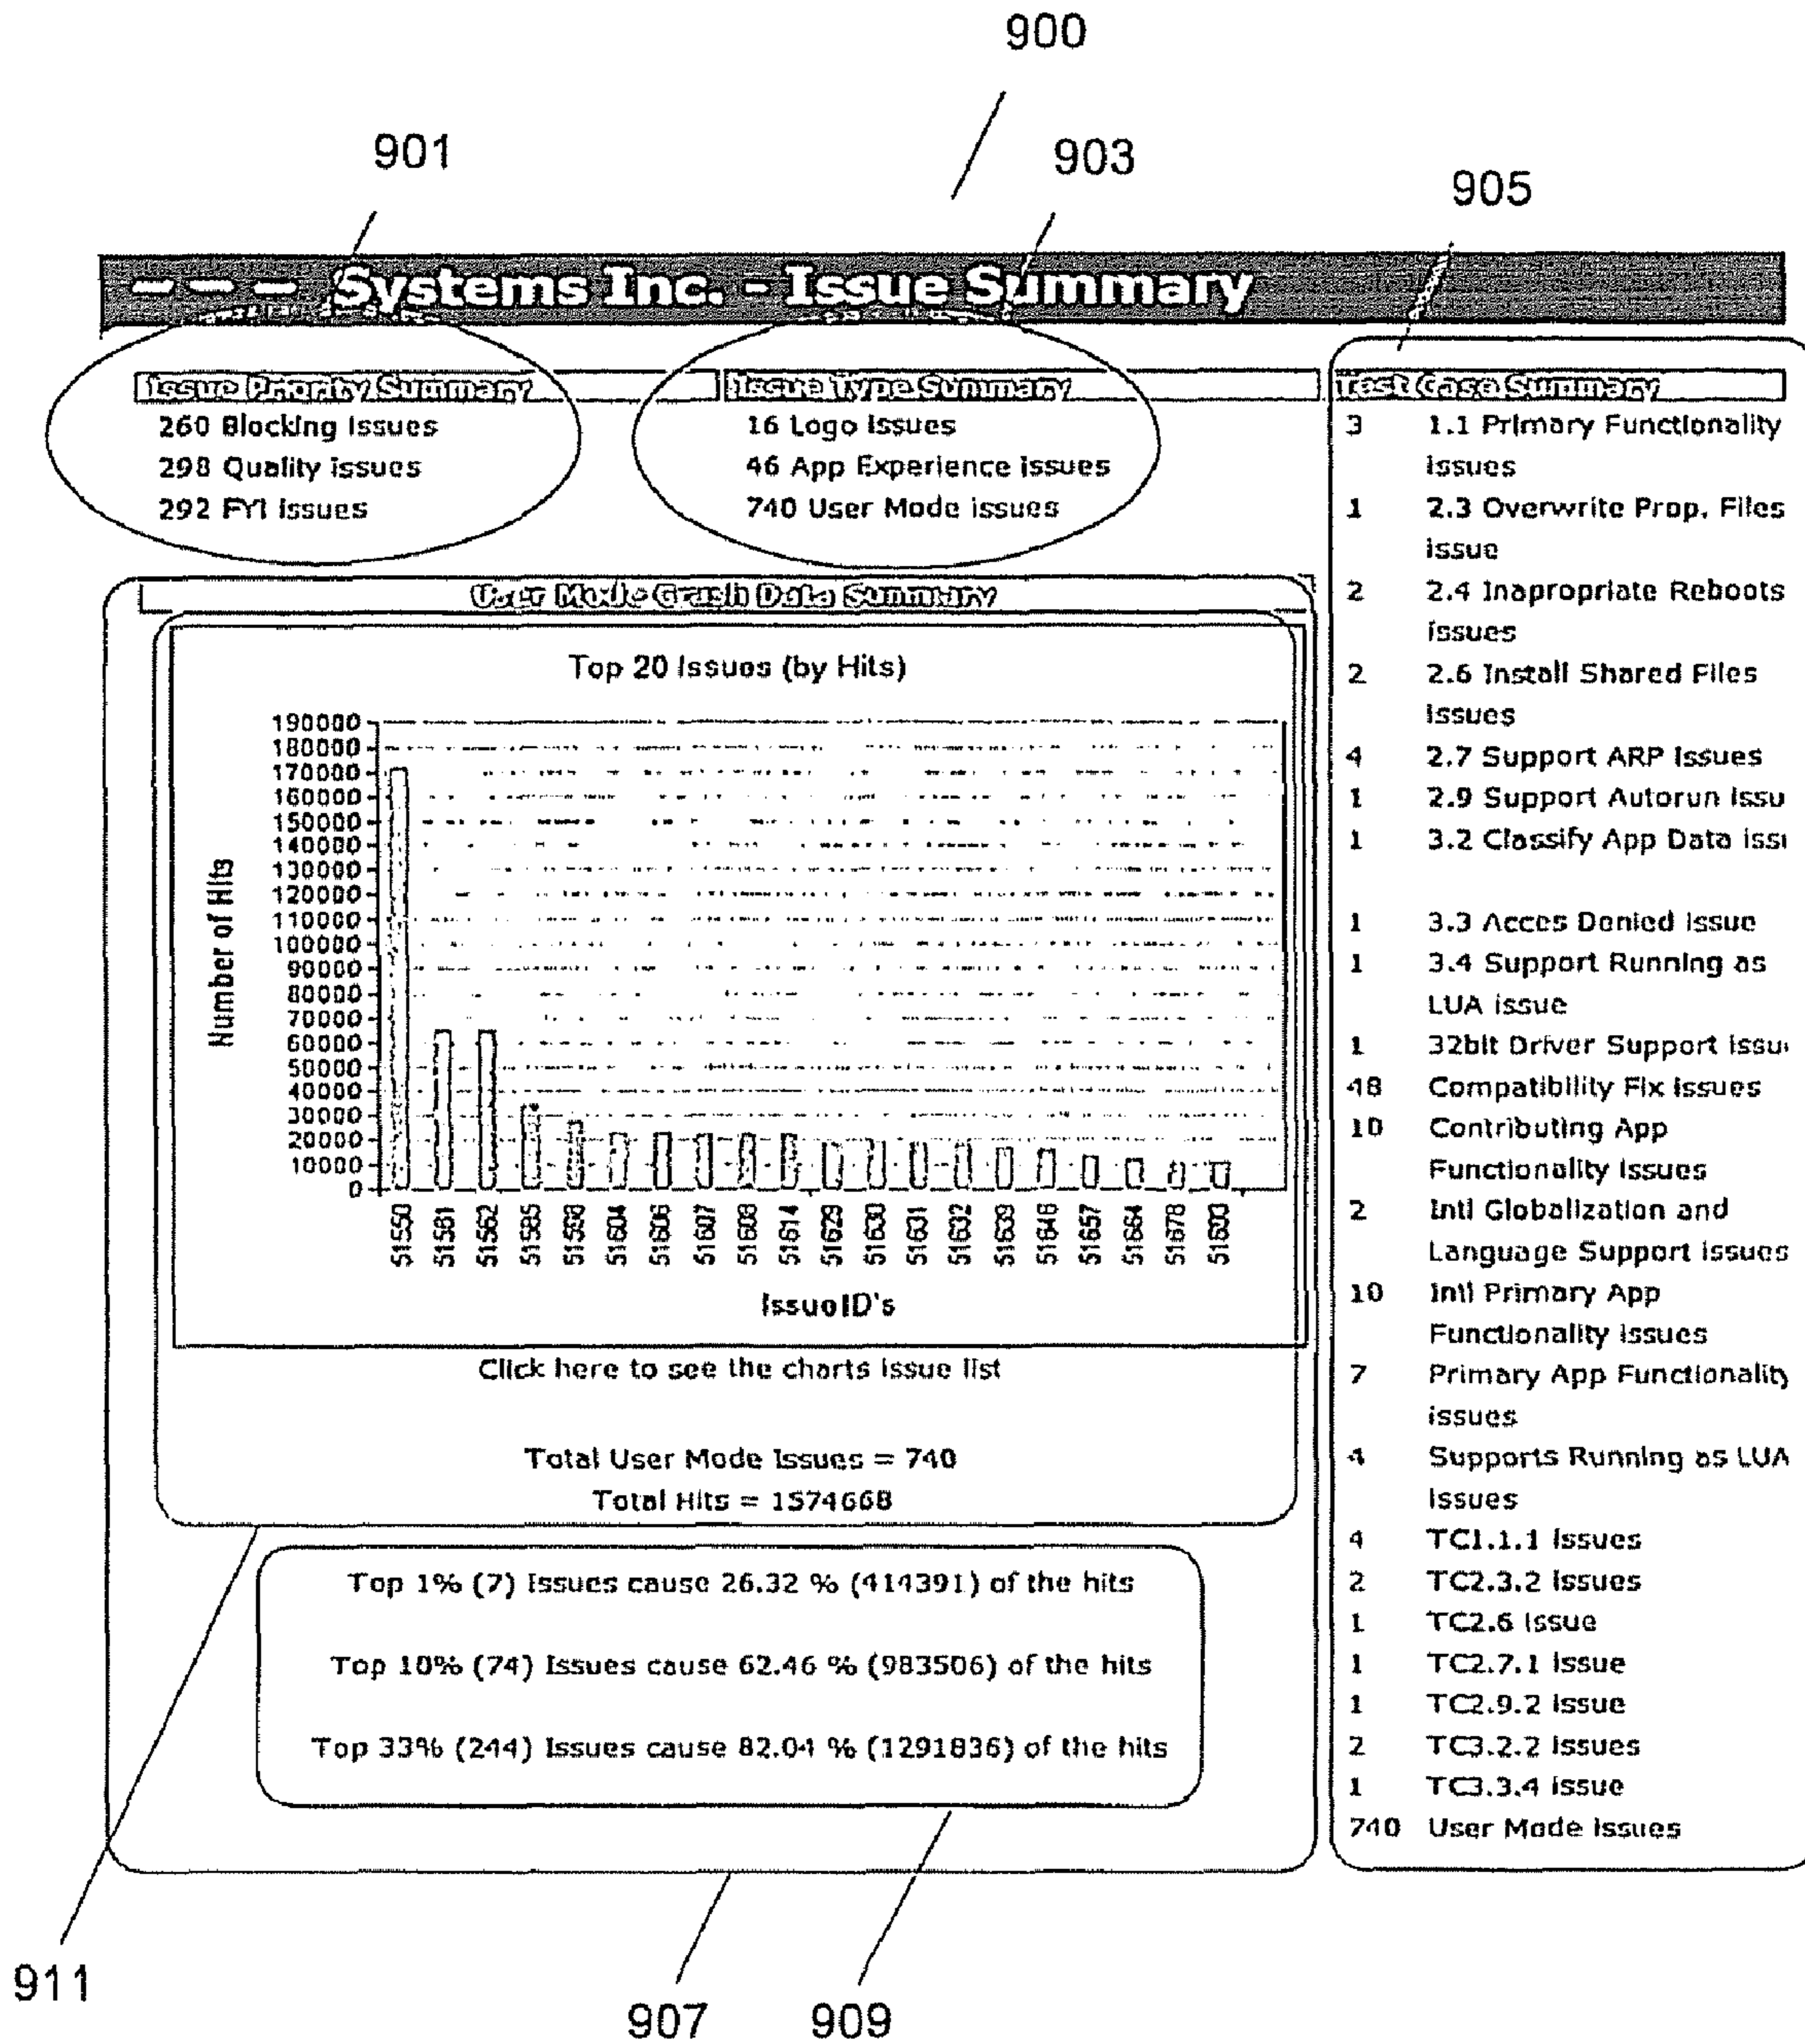 900
901
903
905
Systems Inc. - Issue Summary
Issue Priority Summary
260 Blocking Issues
298 Quality issues
292 FYI issues
Issue Type Summary
16 Logo issues
46 App Experience issues
740 User Mode issues
User Mode Crash Data Summary
Top 20 Issues (by Hits)
Number of Hits
190000
180000
170000
160000
150000
140000
130000
120000
110000
100000
90000
80000
70000
60000
50000
40000
30000
20000
10000
0
51550
51581
51562
51585
51604
51606
51607
51608
51614
51629
51630
51631
51632
51639
51646
51657
51664
51678
IssueID's
Click here to see the charts issue list
Total User Mode Issues = 740
Total Hits = 1574668
Top 1% (7) Issues cause 26.32 % (414391) of the hits
Top 10% (74) Issues cause 62.46 % (983506) of the hits
Top 33% (244) Issues cause 82.04 % (1291836) of the hits
Test Case Summary
3 1.1 Primary Functionality
issues
1 2.3 Overwrite Prop. Files
issue
2 2.4 Inapropriate Reboots
issues
2 2.6 Install Shared Files
issues
4 2.7 Support ARP issues
1 2.9 Support Autorun issu
1 3.2 Classify App Data iss
1 3.3 Acces Denied issue
1 3.4 Support Running as
LUA issue
1 32bit Driver Support issu
48 Compatibility Fix issues
10 Contributing App
Functionality issues
2 Intl Globalization and
Language Support issues
10 Intl Primary App
Functionality issues
7 Primary App Functionality
issues
4 Supports Running as LUA
issues
4 TC1.1.1 issues
2 TC2.3.2 issues
1 TC2.6 issue
1 TC2.7.1 issue
1 TC2.9.2 issue
2 TC3.2.2 issues
1 TC3.3.4 issue
740 User Mode issues
911
907
909